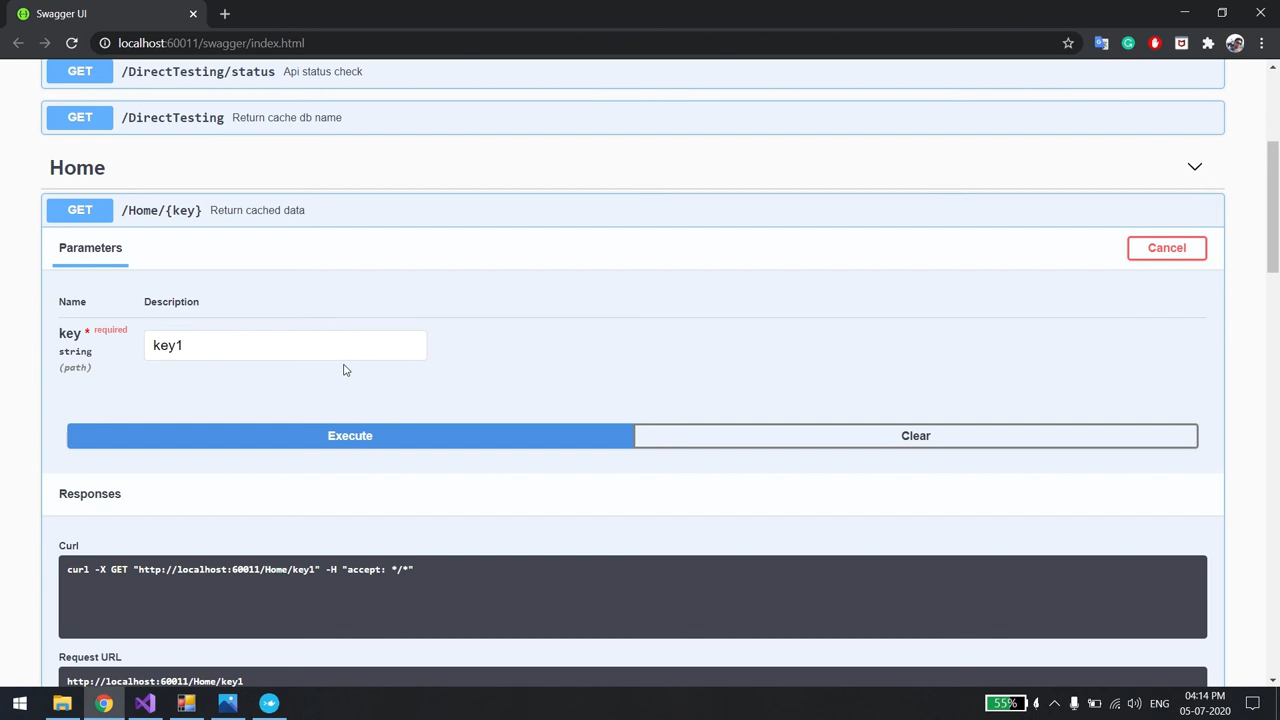 Swagger UI
localhost:60011/swagger/index.html
GET /DirectTesting/status Api status check
GET /DirectTesting Return cache db name
Home
GET /Home/{key} Return cached data
Parameters
Cancel
Name Description
key * required
string
(path)
key1
Execute
Clear
Responses
Curl
curl -X GET "http://localhost:60011/Home/key1" -H "accept: */*"
Request URL
http://localhost:60011/Home/key1
55%
ENG
04:14 PM
05-07-2020